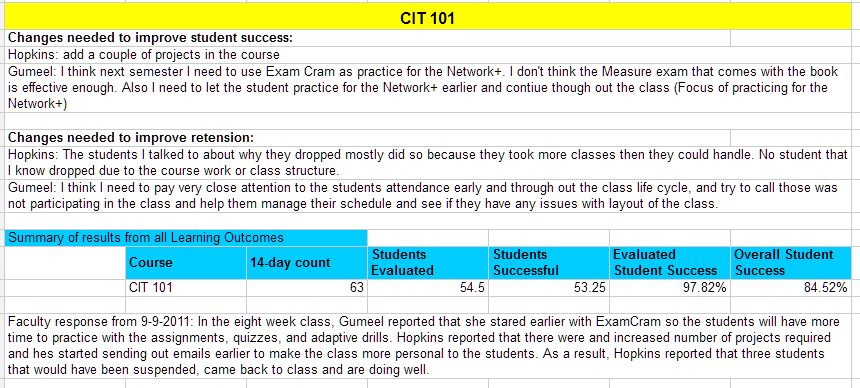 CIT 101
Changes needed to improve student success:
Hopkins: add a couple of projects in the course
Gumeel: I think next semester I need to use Exam Cram as practice for the Network+. I don't think the Measure exam that comes with the book
is effective enough. Also I need to let the student practice for the Network+ earlier and contiue though out the class (Focus of practicing for the
Network+)
Changes needed to improve retension:
Hopkins: The students I talked to about why they dropped mostly did so because they took more classes then they could handle. No student that
I know dropped due to the course work or class structure.
Gumeel: I think I need to pay very close attention to the students attendance early and through out the class life cycle, and try to call those was
not participating in the class and help them manage their schedule and see if they have any issues with layout of the class.
Summary of results from all Learning Outcomes
Course 14-day count Students Evaluated Students Successful Evaluated Student Success Overall Student Success
CIT 101 63 54.5 53.25 97.82% 84.52%
Faculty response from 9-9-2011: In the eight week class, Gumeel reported that she stared earlier with ExamCram so the students will have more
time to practice with the assignments, quizzes, and adaptive drills. Hopkins reported that there were and increased number of projects required
and hes started sending out emails earlier to make the class more personal to the students. As a result, Hopkins reported that three students
that would have been suspended, came back to class and are doing well.